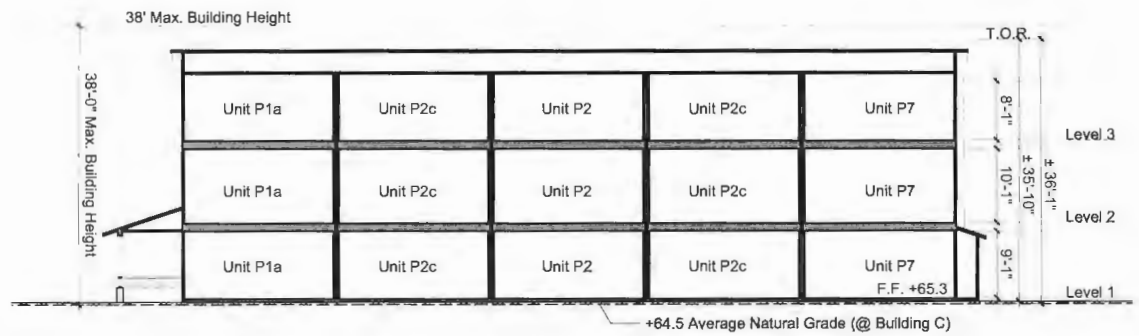 38' Max. Building Height
T.O.R.
38'-0" Max. Building Height
Unit P1a Unit P2c Unit P2 Unit P2c Unit P7
8'-1"
Level 3
Unit P1a Unit P2c Unit P2 Unit P2c Unit P7
10'-1"
± 35'-10"
± 36'-1"
Level 2
Unit P1a Unit P2c Unit P2 Unit P2c Unit P7
F.F. +65.3
9'-1"
Level 1
+64.5 Average Natural Grade (@ Building C)